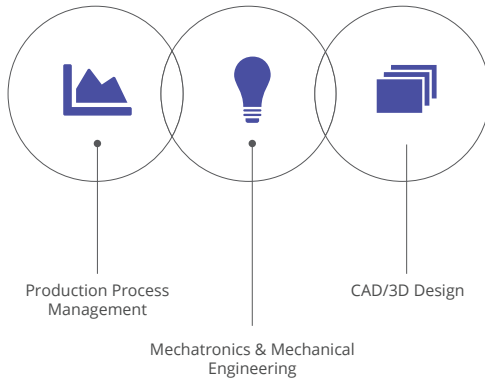 Production Process
Management
CAD/3D Design
Mechatronics & Mechanical
Engineering